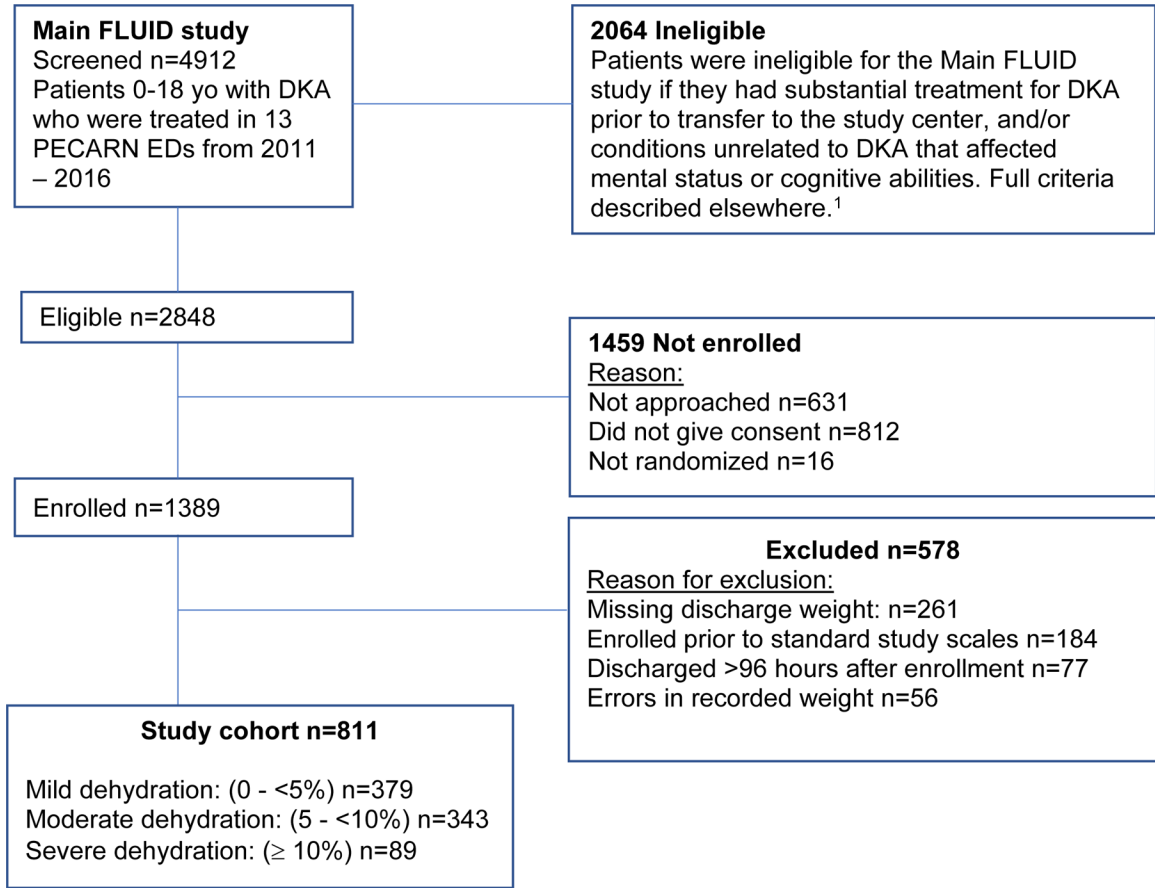 Main FLUID study
Screened n=4912
Patients 0-18 yo with DKA
who were treated in 13
PECARN EDs from 2011
– 2016
2064 Ineligible
Patients were ineligible for the Main FLUID
study if they had substantial treatment for DKA
prior to transfer to the study center, and/or
conditions unrelated to DKA that affected
mental status or cognitive abilities. Full criteria
described elsewhere.¹
Eligible n=2848
1459 Not enrolled
Reason:
Not approached n=631
Did not give consent n=812
Not randomized n=16
Enrolled n=1389
Excluded n=578
Reason for exclusion:
Missing discharge weight: n=261
Enrolled prior to standard study scales n=184
Discharged >96 hours after enrollment n=77
Errors in recorded weight n=56
Study cohort n=811
Mild dehydration: (0 - <5%) n=379
Moderate dehydration: (5 - <10%) n=343
Severe dehydration: (≥ 10%) n=89